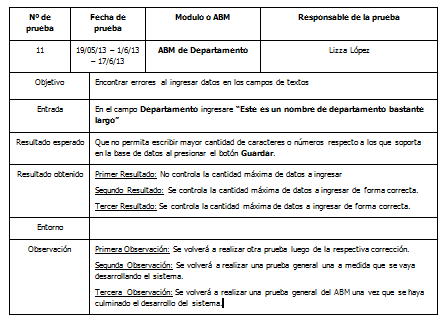 Nº de prueba
Fecha de prueba
Modulo o ABM
Responsable de la prueba
11
19/05/13 – 1/6/13 – 17/6/13
ABM de Departamento
Lizza López
Objetivo
Encontrar errores al ingresar datos en los campos de textos
Entrada
En el campo Departamento ingresare "Este es un nombre de departamento bastante
largo"
Resultado esperado
Que no permita escribir mayor cantidad de caracteres o números respecto a los que soporta
en la base de datos al presionar el botón Guardar.
Resultado obtenido
Primer Resultado: No controla la cantidad máxima de datos a ingresar
Segundo Resultado: Se controla la cantidad máxima de datos a ingresar de forma correcta.
Tercer Resultado: Se controla la cantidad máxima de datos a ingresar de forma correcta.
Entorno
Observación
Primera Observación: Se volverá a realizar otra prueba luego de la respectiva corrección.
Segunda Observación: Se volverá a realizar una prueba general una a medida que se vaya
desarrollando el sistema.
Tercera Observación: Se volverá a realizar una prueba general del ABM una vez que se haya
culminado el desarrollo del sistema.